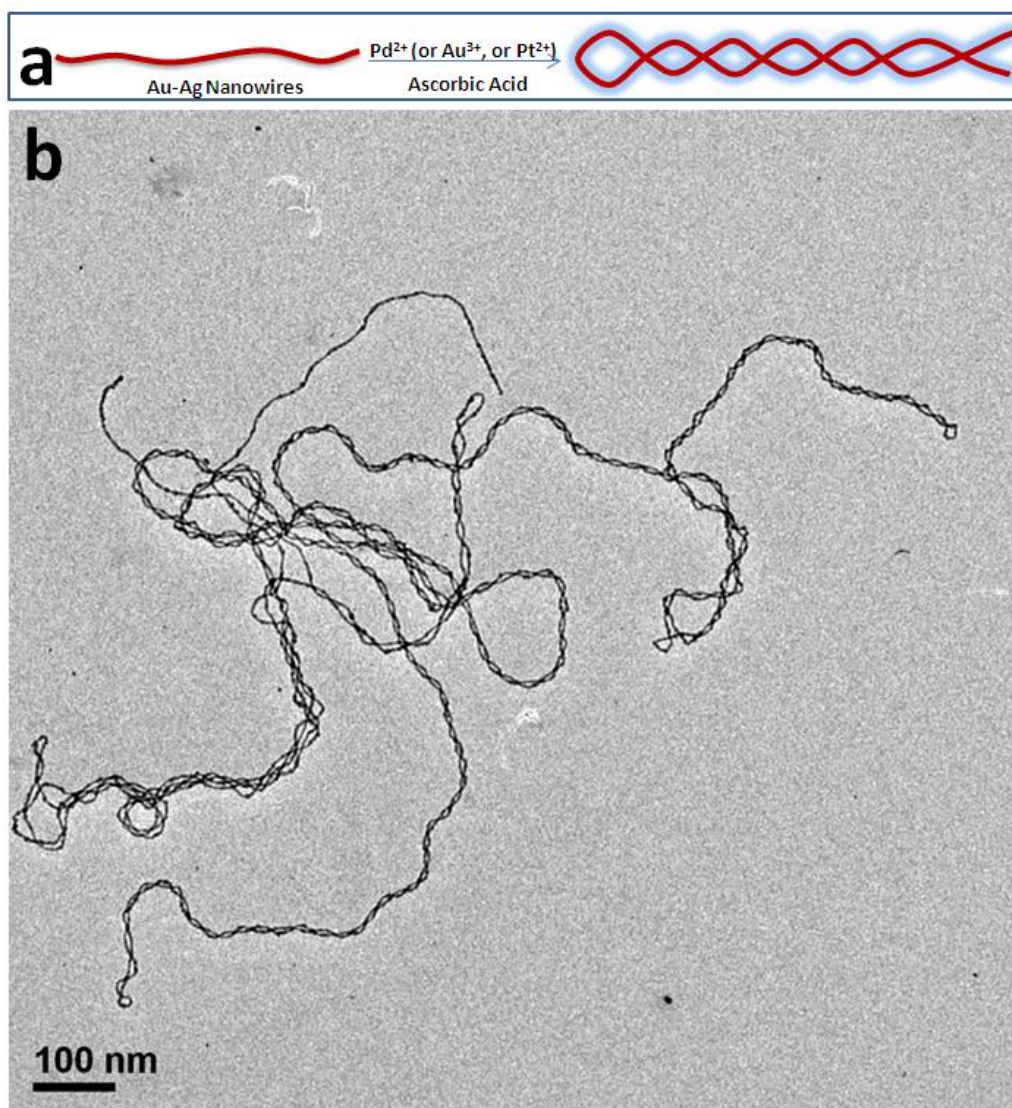 a
Au-Ag Nanowires
Pd²⁺ (or Au³⁺, or Pt²⁺)
Ascorbic Acid
b
100 nm